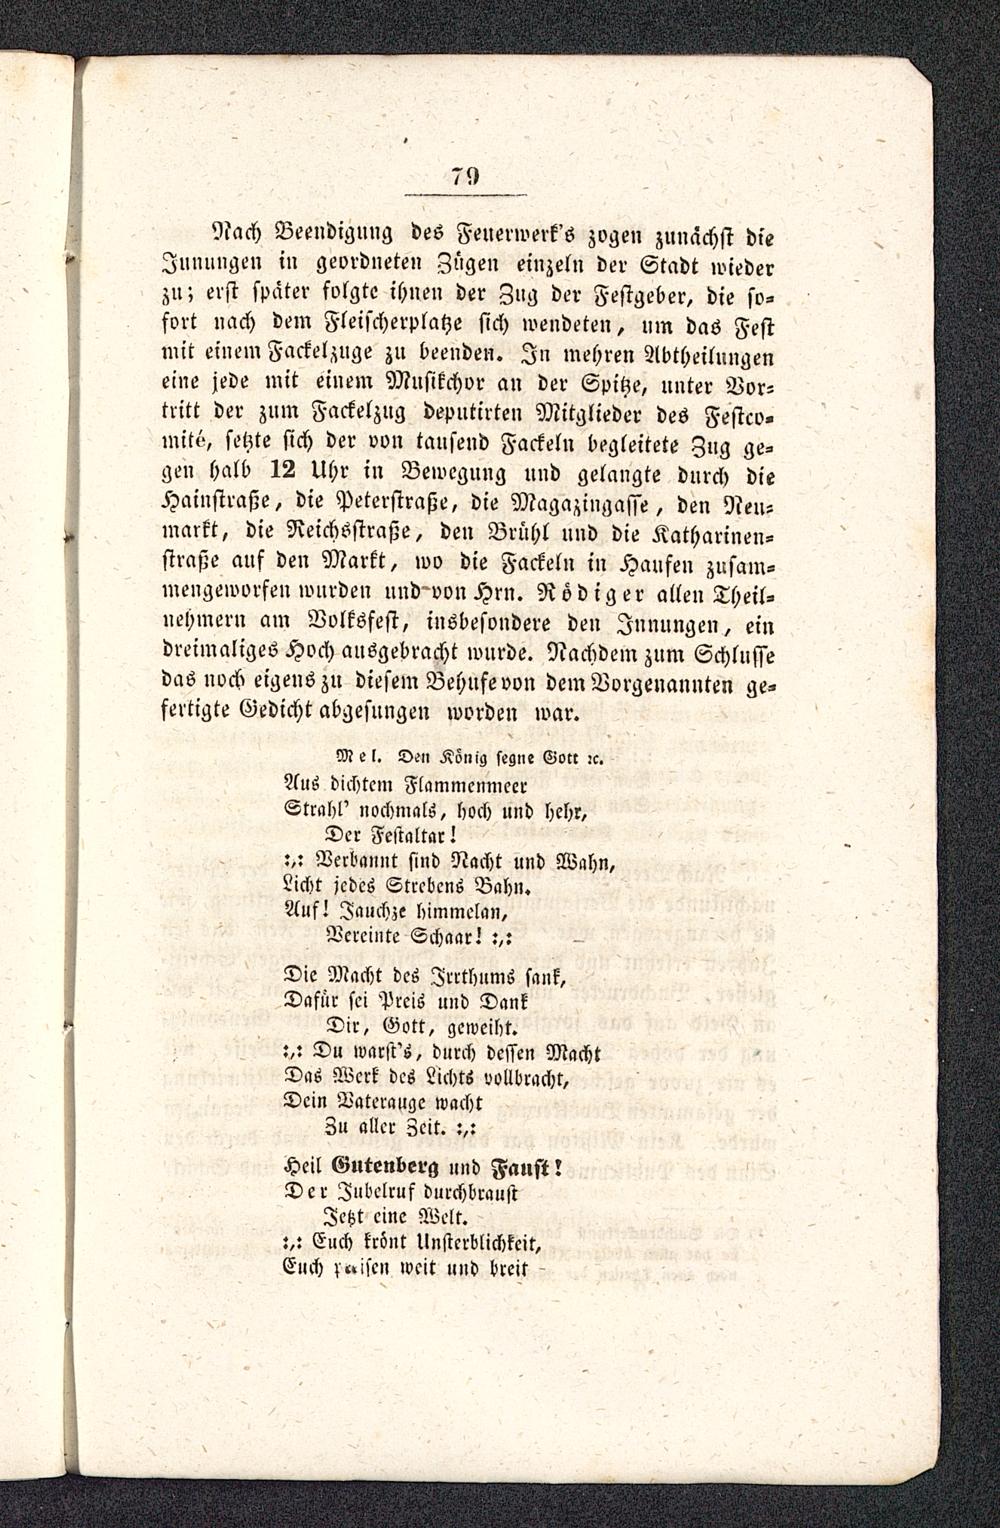 79
Nach Beendigung des Feuerwerk's zogen zunächst die
Innungen in geordneten Zügen einzeln der Stadt wieder
zu; erst später folgte ihnen der Zug der Festgeber, die so=
fort nach dem Fleischerplatze sich wendeten, um das Fest
mit einem Fackelzuge zu beenden. In mehren Abtheilungen
eine jede mit einem Musikchor an der Spitze, unter Vor=
tritt der zum Fackelzug deputirten Mitglieder des Festco=
mité, setzte sich der von tausend Fackeln begleitete Zug ge=
gen halb 12 Uhr in Bewegung und gelangte durch die
Hainstraße, die Peterstraße, die Magazingasse, den Neu=
markt, die Reichsstraße, den Brühl und die Katharinen=
straße auf den Markt, wo die Fackeln in Haufen zusam=
mengeworfen wurden und von Hrn. Rödiger allen Theil=
nehmern am Volksfest, insbesondere den Innungen, ein
dreimaliges Hoch ausgebracht wurde. Nachdem zum Schlusse
das noch eigens zu diesem Behufe von dem Vorgenannten ge=
fertigte Gedicht abgesungen worden war.
Mel. Den König segne Gott ꝛc.
Aus dichtem Flammenmeer
Strahl' nochmals, hoch und hehr,
Der Festaltar!
:,: Verbannt sind Nacht und Wahn,
Licht jedes Strebens Bahn.
Auf! Jauchze himmelan,
Vereinte Schaar! :,:
Die Macht des Irrthums sank,
Dafür sei Preis und Dank
Dir, Gott, geweiht.
:,: Du warst's, durch dessen Macht
Das Werk des Lichts vollbracht,
Dein Vaterauge wacht
Zu aller Zeit. :,:
Heil Gutenberg und Faust!
Der Jubelruf durchbraust
Jetzt eine Welt.
:,: Euch krönt Unsterblichkeit,
Euch weit und breit